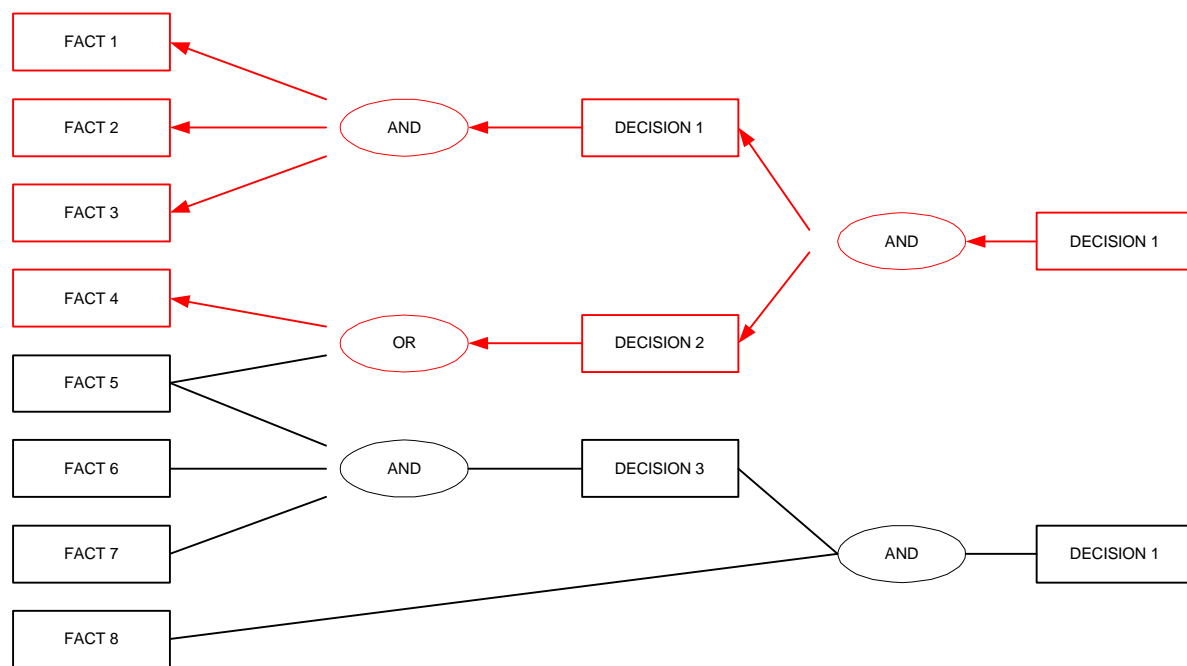 FACT 1
FACT 2
AND
DECISION 1
FACT 3
AND
DECISION 1
FACT 4
OR
DECISION 2
FACT 5
FACT 6
AND
DECISION 3
FACT 7
AND
DECISION 1
FACT 8